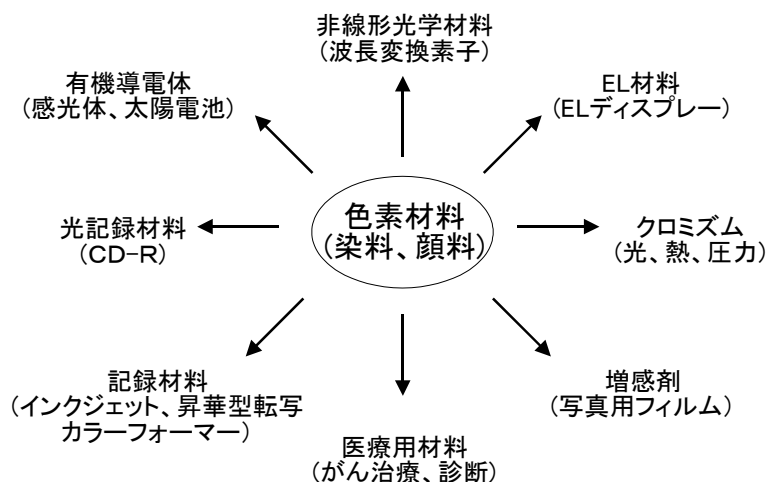 非線形光学材料
(波長変換素子)
有機導電体
(感光体、太陽電池)
EL材料
(ELディスプレー)
光記録材料
(CD-R)
色素材料
(染料、顔料)
クロミズム
(光、熱、圧力)
記録材料
(インクジェット、昇華型転写
カラーフォーマー)
増感剤
(写真用フィルム)
医療用材料
(がん治療、診断)